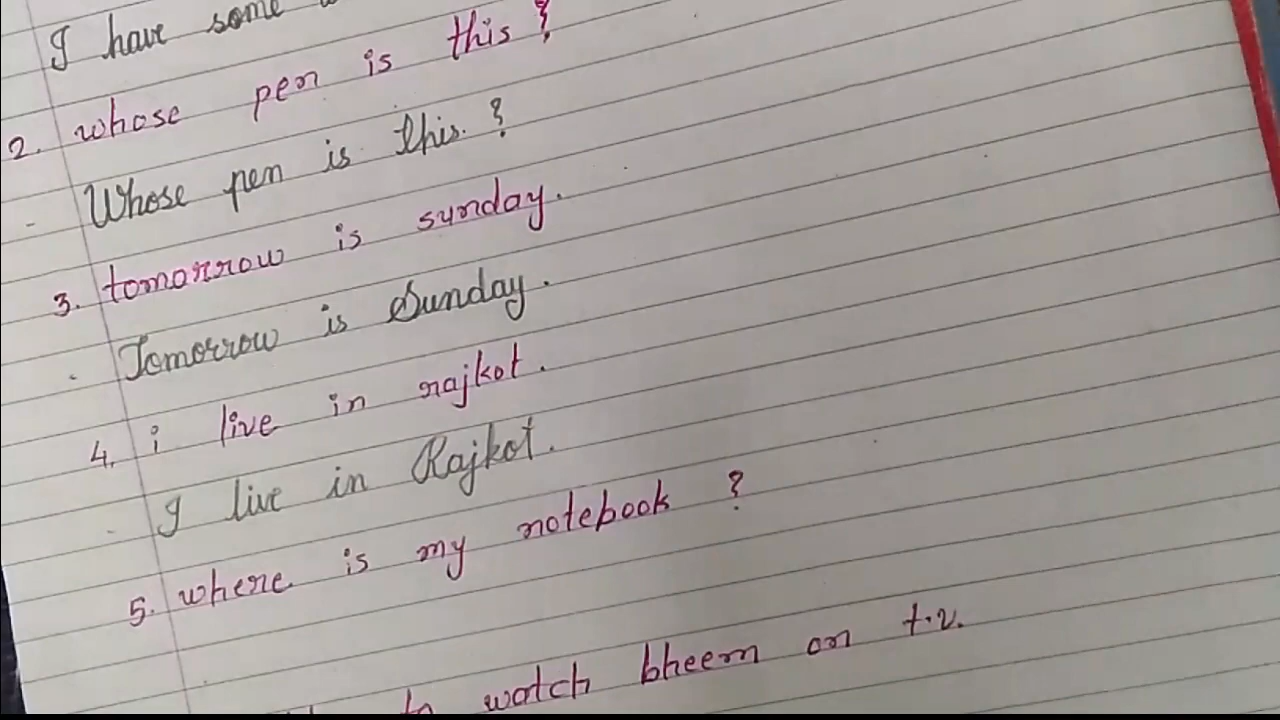 I have some
2. whose pen is this ?
- Whose pen is this. ?
3. tomorrow is sunday.
- Tomorrow is Sunday.
4. i live in rajkot.
- I live in Rajkot.
5. where is my notebook ?
to watch bheem on t.v.